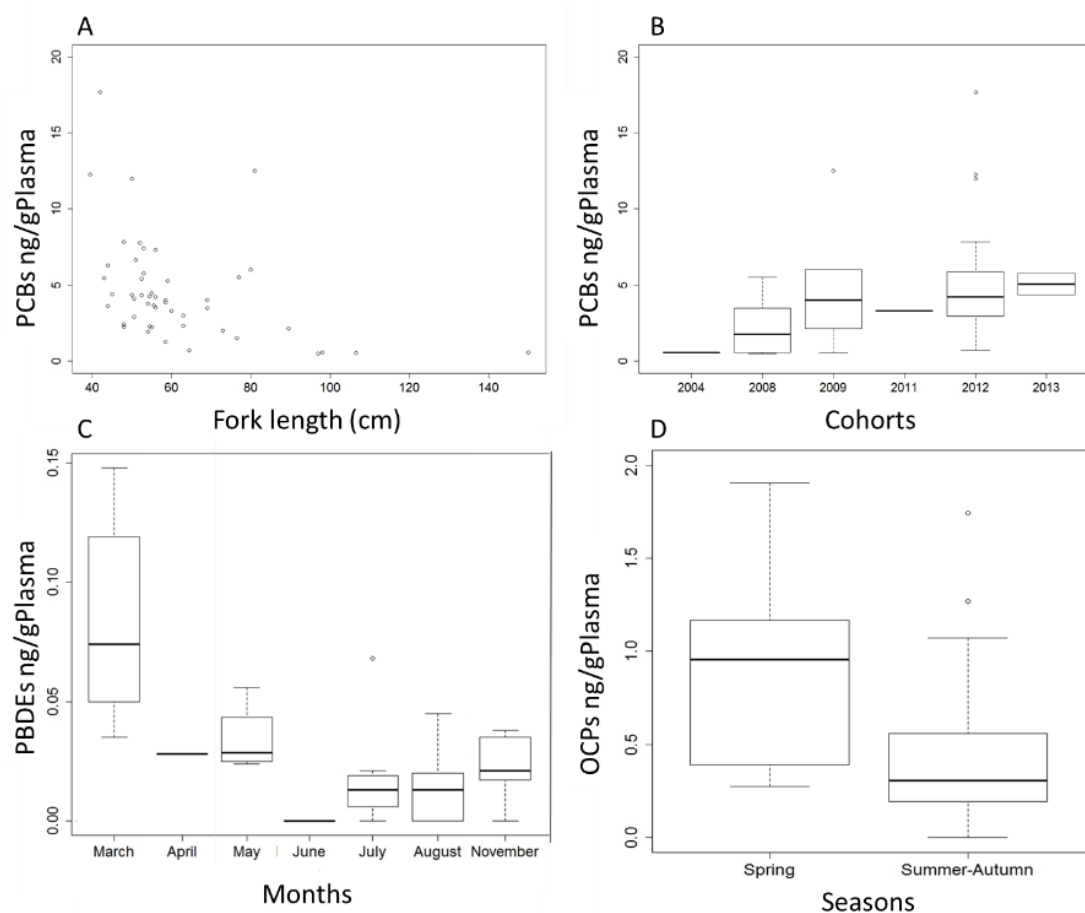 A
PCBs ng/gPlasma
20
15
10
5
0
40 60 80 100 120 140
Fork length (cm)
B
PCBs ng/gPlasma
20
15
10
5
0
2004 2008 2009 2011 2012 2013
Cohorts
C
PBDEs ng/gPlasma
0.15
0.10
0.05
0.00
March April May June July August November
Months
D
OCPs ng/gPlasma
2.0
1.5
1.0
0.5
0.0
Spring Summer-Autumn
Seasons